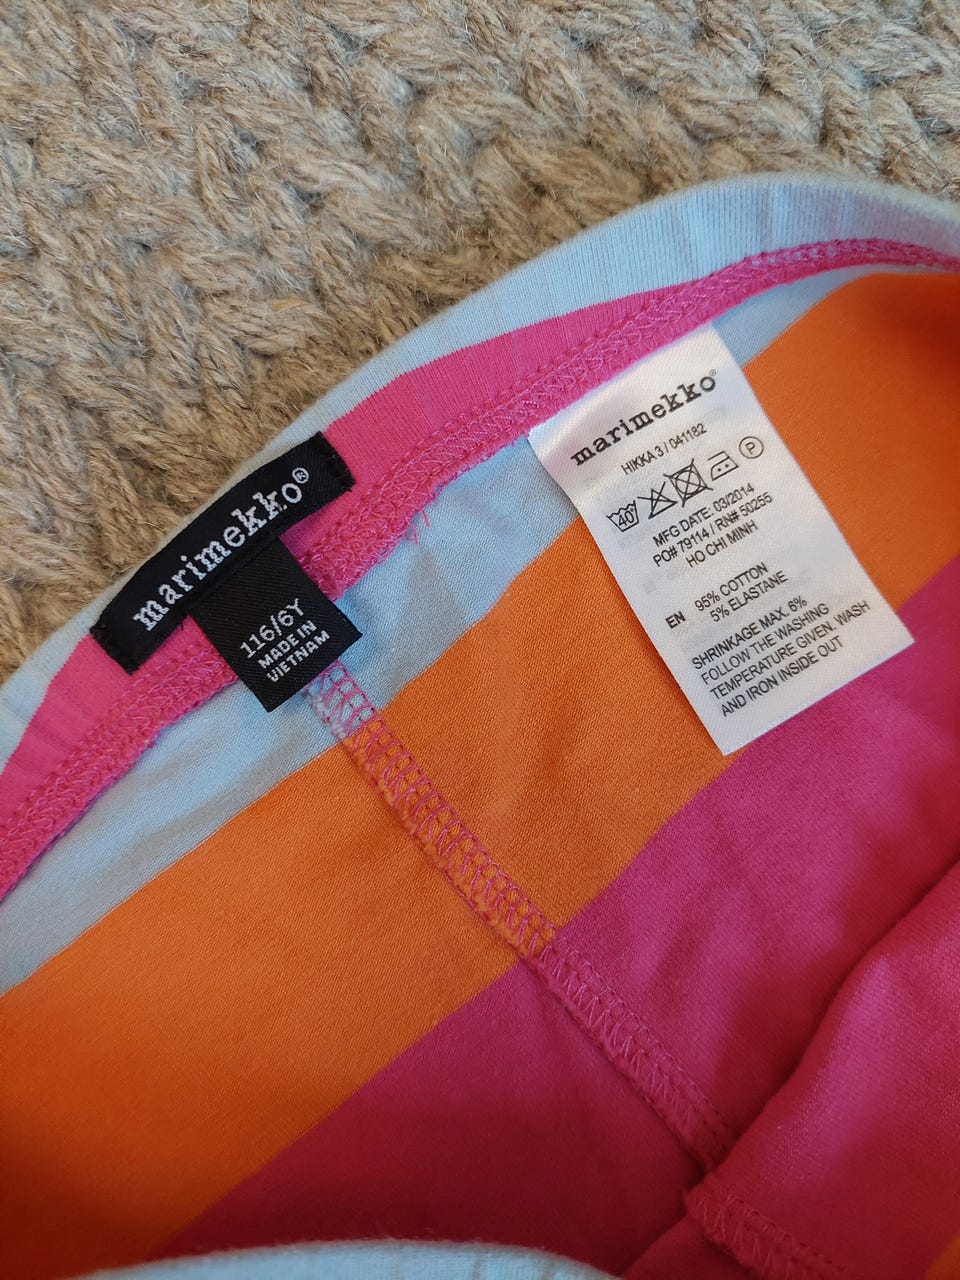 marimekko®
116/6Y
MADE IN
VIETNAM
marimekko®
HIKKA 3 / 041182
40° P
MFG DATE: 03/2014
PO# 79114 / RN# 50255
HO CHI MINH
EN 95% COTTON
5% ELASTANE
SHRINKAGE MAX. 6%
FOLLOW THE WASHING
TEMPERATURE GIVEN. WASH
AND IRON INSIDE OUT